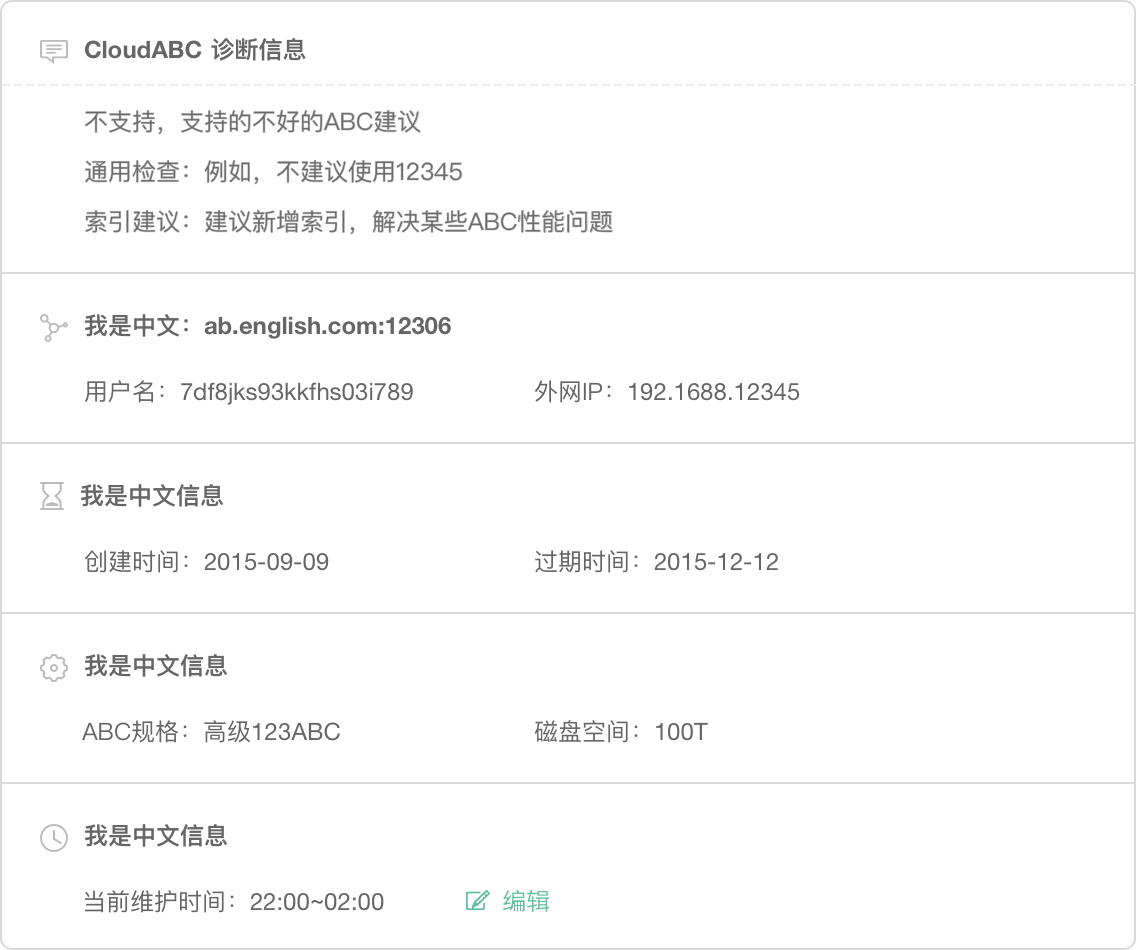 CloudABC 诊断信息
不支持，支持的不好的ABC建议
通用检查：例如，不建议使用12345
索引建议：建议新增索引，解决某些ABC性能问题
我是中文：ab.english.com:12306
用户名：7df8jks93kkfhs03i789 外网IP：192.1688.12345
我是中文信息
创建时间：2015-09-09 过期时间：2015-12-12
我是中文信息
ABC规格：高级123ABC 磁盘空间：100T
我是中文信息
当前维护时间：22:00~02:00 编辑